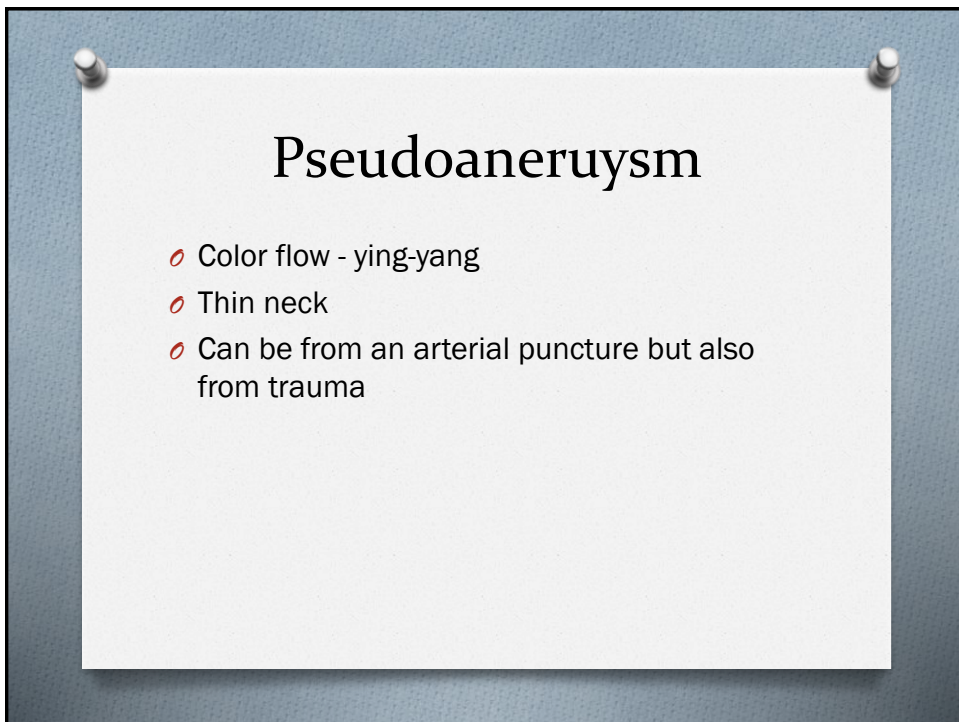 Pseudoaneruysm
Color flow - ying-yang
Thin neck
Can be from an arterial puncture but also
from trauma